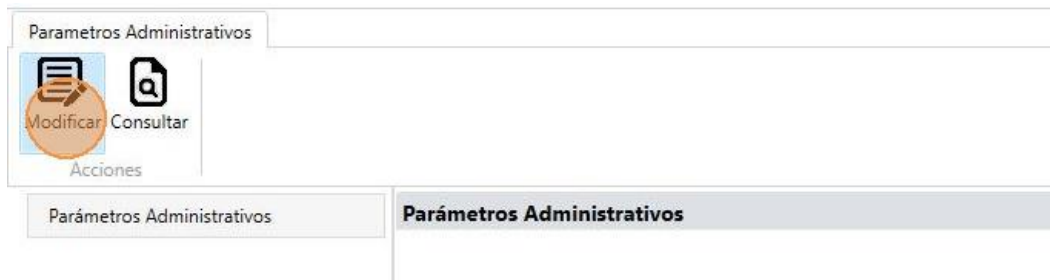 Parametros Administrativos
Modificar Consultar
Acciones
Parámetros Administrativos
Parámetros Administrativos